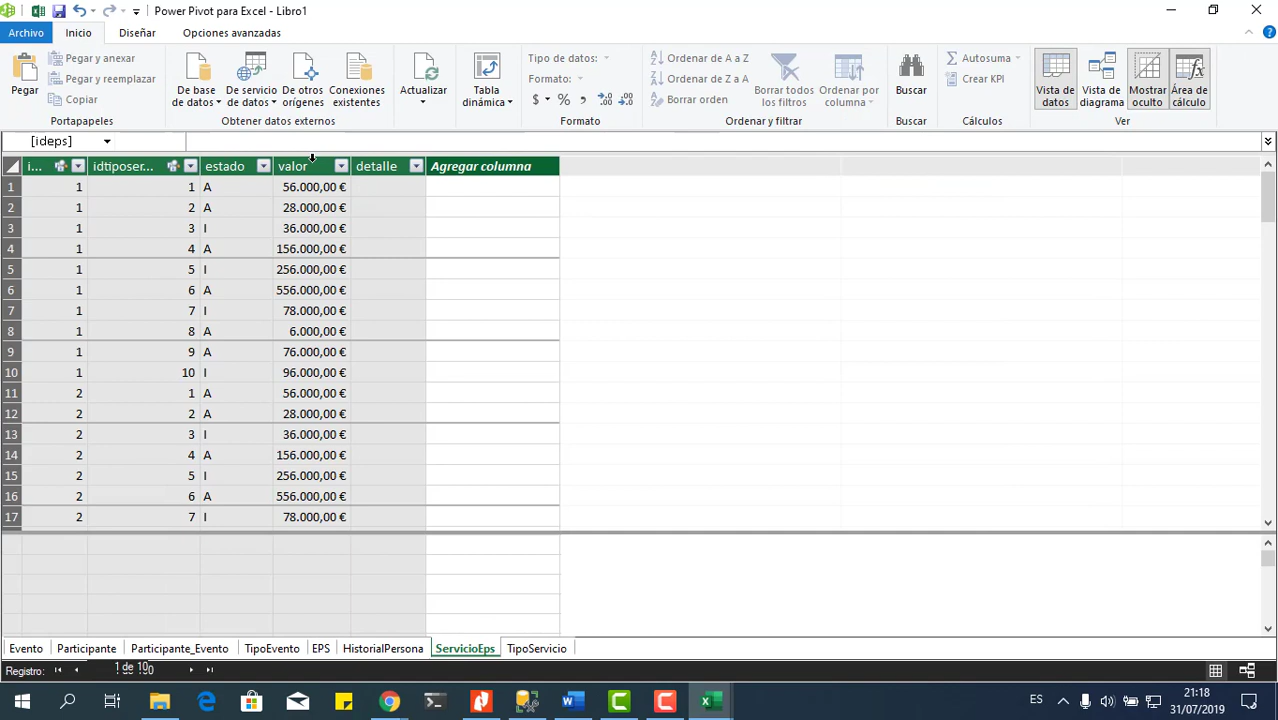 Power Pivot para Excel - Libro1
Archivo Inicio Diseñar Opciones avanzadas
Pegar
Pegar y anexar
Pegar y reemplazar
Copiar
Portapapeles
De base de datos
De servicio de datos
De otros orígenes
Conexiones existentes
Obtener datos externos
Actualizar
Tabla dinámica
Tipo de datos:
Formato:
$ % ,
Formato
Ordenar de A a Z
Ordenar de Z a A
Borrar orden
Borrar todos los filtros
Ordenar por columna
Ordenar y filtrar
Buscar
Buscar
Autosuma
Crear KPI
Cálculos
Vista de datos
Vista de diagrama
Mostrar oculto
Área de cálculo
Ver
[ideps]
i... idtiposer... estado valor detalle Agregar columna
1 1 1 A 56.000,00 €
2 1 2 A 28.000,00 €
3 1 3 I 36.000,00 €
4 1 4 A 156.000,00 €
5 1 5 I 256.000,00 €
6 1 6 A 556.000,00 €
7 1 7 I 78.000,00 €
8 1 8 A 6.000,00 €
9 1 9 A 76.000,00 €
10 1 10 I 96.000,00 €
11 2 1 A 56.000,00 €
12 2 2 A 28.000,00 €
13 2 3 I 36.000,00 €
14 2 4 A 156.000,00 €
15 2 5 I 256.000,00 €
16 2 6 A 556.000,00 €
17 2 7 I 78.000,00 €
Evento Participante Participante_Evento TipoEvento EPS HistorialPersona ServicioEps TipoServicio
Registro: 1 de 100
ES 21:18
31/07/2019